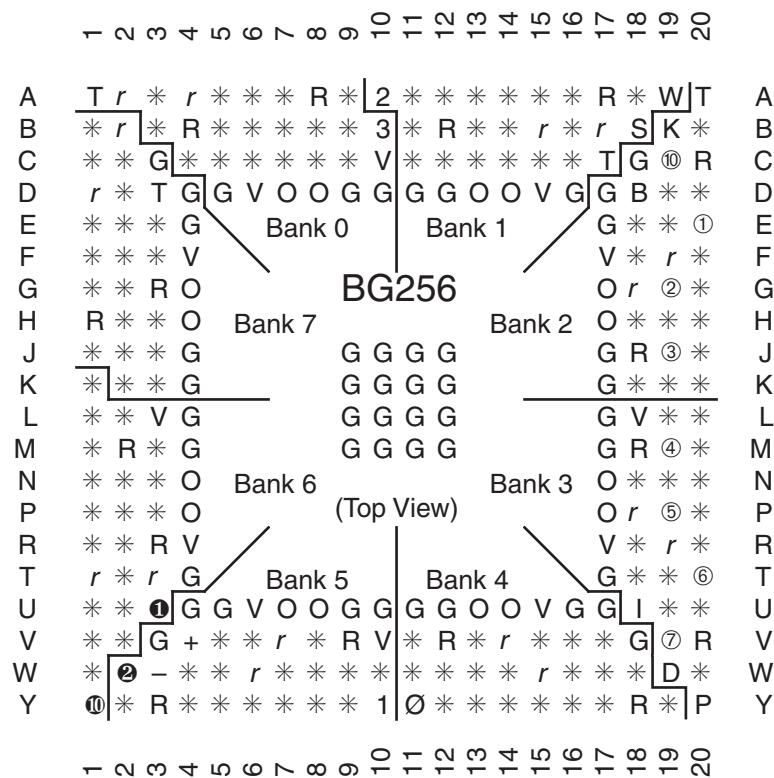 1 2 3 4 5 6 7 8 9 10 11 12 13 14 15 16 17 18 19 20
A T r ✳ r ✳ ✳ ✳ R ✳ 2 ✳ ✳ ✳ ✳ ✳ ✳ R ✳ W T A
B ✳ r ✳ R ✳ ✳ ✳ ✳ ✳ 3 ✳ R ✳ ✳ r ✳ r S K ✳ B
C ✳ ✳ G ✳ ✳ ✳ ✳ ✳ ✳ V ✳ ✳ ✳ ✳ ✳ ✳ T G ⑩ R C
D r ✳ T G G V O O G G G G O O V G G B ✳ ✳ D
E ✳ ✳ ✳ G Bank 0 Bank 1 G ✳ ✳ ① E
F ✳ ✳ ✳ V V ✳ r ✳ F
G ✳ ✳ R O BG256 O r ② ✳ G
H R ✳ ✳ O Bank 7 Bank 2 O ✳ ✳ ✳ H
J ✳ ✳ ✳ G G G G G G R ③ ✳ J
K ✳ ✳ ✳ G G G G G G ✳ ✳ ✳ K
L ✳ ✳ V G G G G G G V ✳ ✳ L
M ✳ R ✳ G G G G G G R ④ ✳ M
N ✳ ✳ ✳ O Bank 6 Bank 3 O ✳ ✳ ✳ N
P ✳ ✳ ✳ O (Top View) O r ⑤ ✳ P
R ✳ ✳ R V V ✳ r ✳ R
T r ✳ r G Bank 5 Bank 4 G ✳ ✳ ⑥ T
U ✳ ✳ ❶ G G V O O G G G G O O V G G I ✳ ✳ U
V ✳ ✳ G + ✳ ✳ r ✳ R V ✳ R ✳ r ✳ ✳ ✳ G ⑦ R V
W ✳ ❷ – ✳ ✳ r ✳ ✳ ✳ ✳ ✳ ✳ ✳ ✳ r ✳ ✳ ✳ D ✳ W
Y ❿ ✳ R ✳ ✳ ✳ ✳ ✳ ✳ 1 Ø ✳ ✳ ✳ ✳ ✳ ✳ R ✳ P Y
1 2 3 4 5 6 7 8 9 10 11 12 13 14 15 16 17 18 19 20